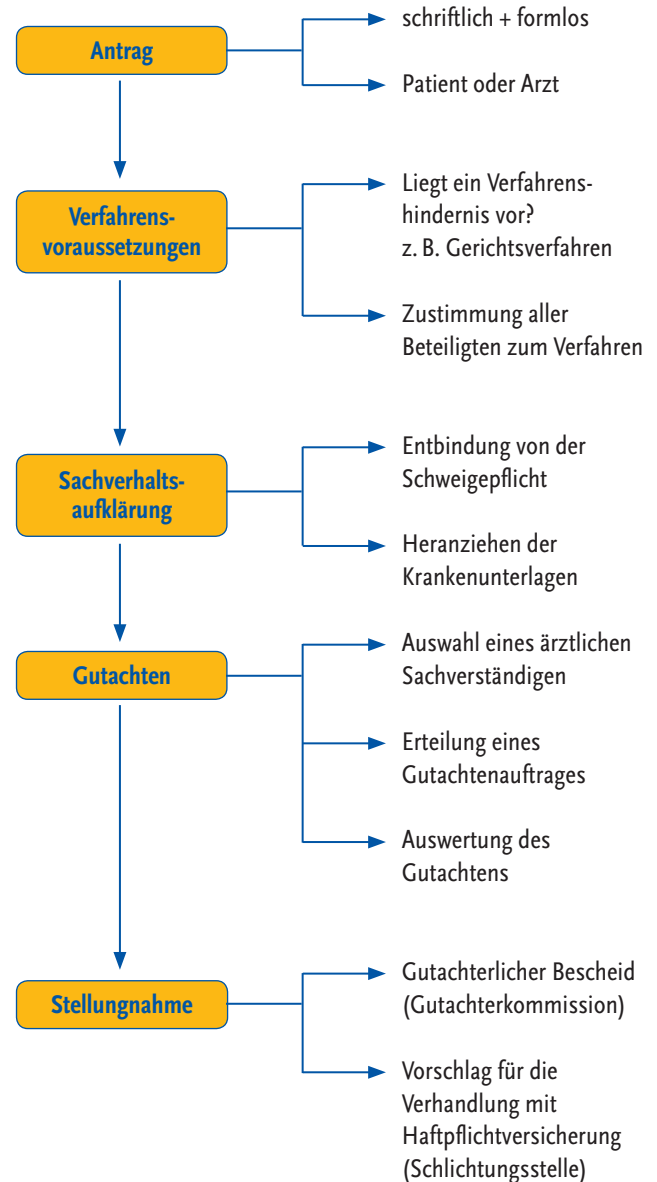 Antrag
schriftlich + formlos
Patient oder Arzt
Verfahrens-
voraussetzungen
Liegt ein Verfahrens-
hindernis vor?
z. B. Gerichtsverfahren
Zustimmung aller
Beteiligten zum Verfahren
Sachverhalts-
aufklärung
Entbindung von der
Schweigepflicht
Heranziehen der
Krankenunterlagen
Gutachten
Auswahl eines ärztlichen
Sachverständigen
Erteilung eines
Gutachtenauftrages
Auswertung des
Gutachtens
Stellungnahme
Gutachterlicher Bescheid
(Gutachterkommission)
Vorschlag für die
Verhandlung mit
Haftpflichtversicherung
(Schlichtungsstelle)